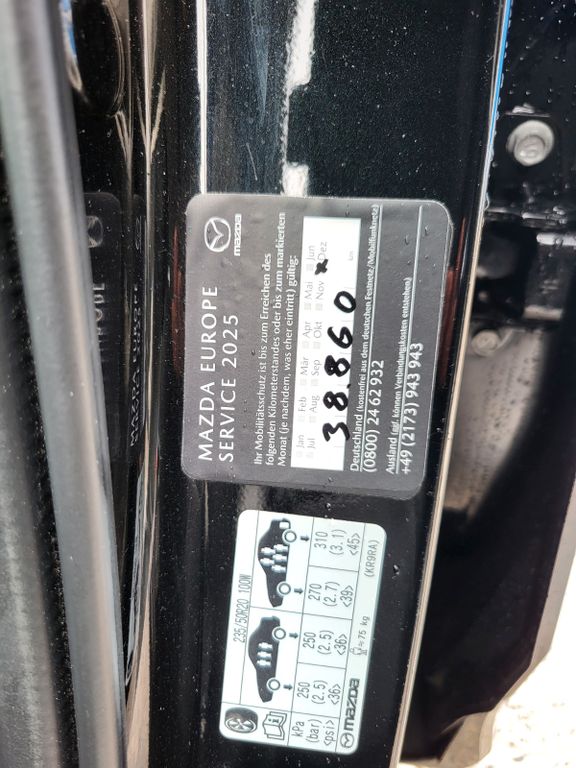 mazda
MAZDA EUROPE
SERVICE 2025
Ihr Mobilitätsschutz ist bis zum Erreichen des
folgenden Kilometerstandes oder bis zum markierten
Monat (je nachdem, was eher eintritt) gültig:
Jan Feb Mär Apr Mai Jun
Jul Aug Sep Okt Nov x Dez
38.860 km
Deutschland (kostenfrei aus dem deutschen Festnetz/Mobilfunknetz)
(0800) 24 62 932
Ausland (ggf. können Verbindungskosten entstehen)
+49 (2173) 943 943
235/50R20 100W
kPa 250 250 270 310
(bar) (2.5) (2.5) (2.7) (3.1)
<psi> <36> <36> <39> <45>
mazda ≈75 kg (KR9RA)